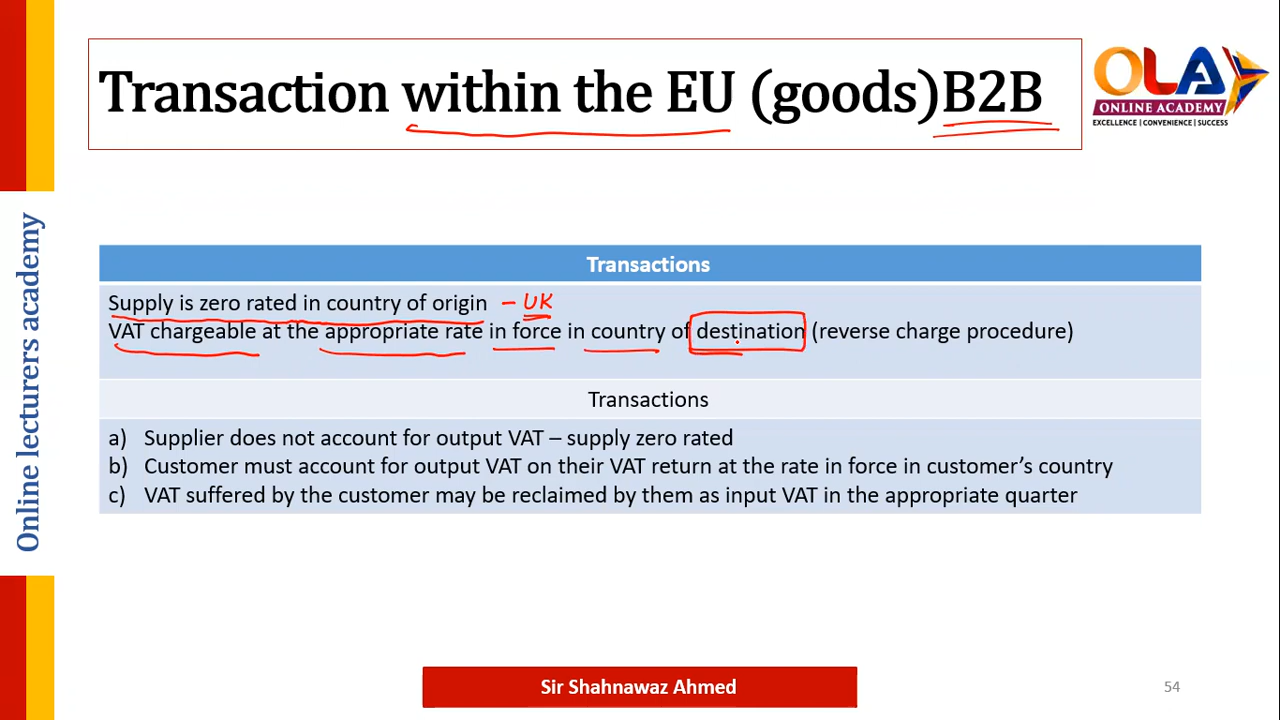 Transaction within the EU (goods)B2B
OLA
ONLINE ACADEMY
EXCELLENCE | CONVENIENCE | SUCCESS
Online lecturers academy
Transactions
Supply is zero rated in country of origin - UK
VAT chargeable at the appropriate rate in force in country of destination (reverse charge procedure)
Transactions
a) Supplier does not account for output VAT – supply zero rated
b) Customer must account for output VAT on their VAT return at the rate in force in customer's country
c) VAT suffered by the customer may be reclaimed by them as input VAT in the appropriate quarter
Sir Shahnawaz Ahmed
54